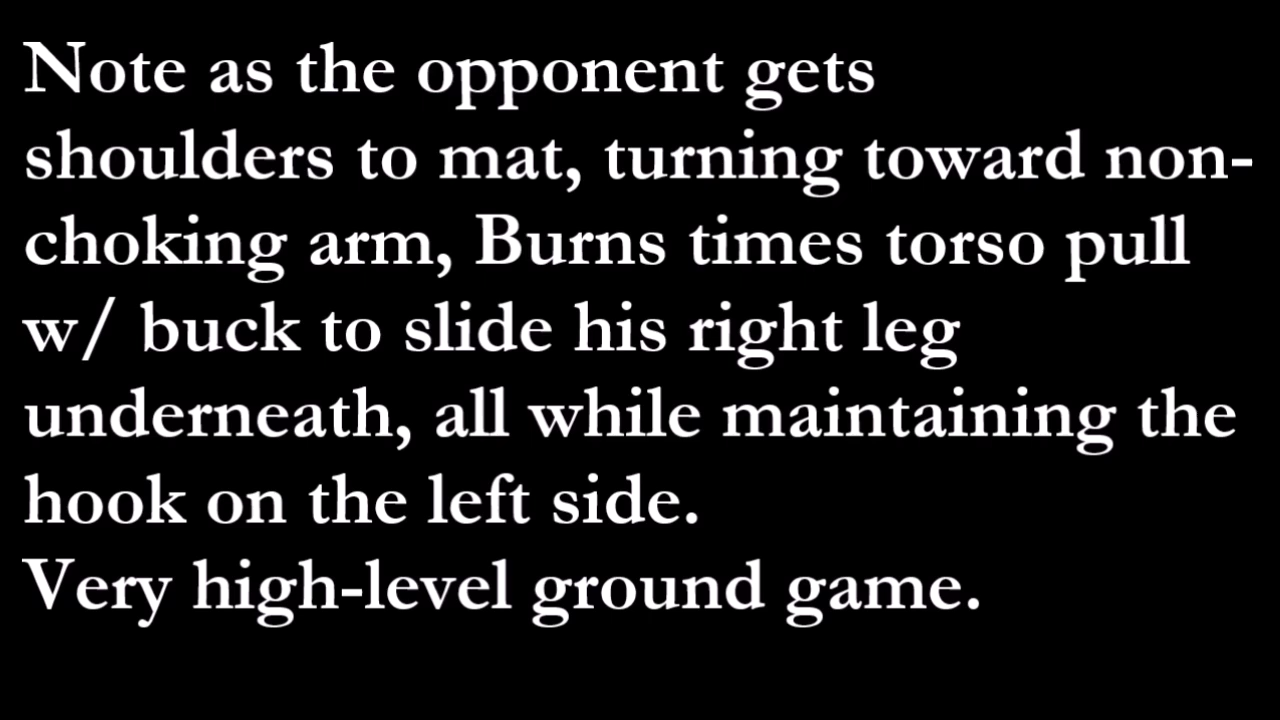 Note as the opponent gets
shoulders to mat, turning toward non-
choking arm, Burns times torso pull
w/ buck to slide his right leg
underneath, all while maintaining the
hook on the left side.
Very high-level ground game.